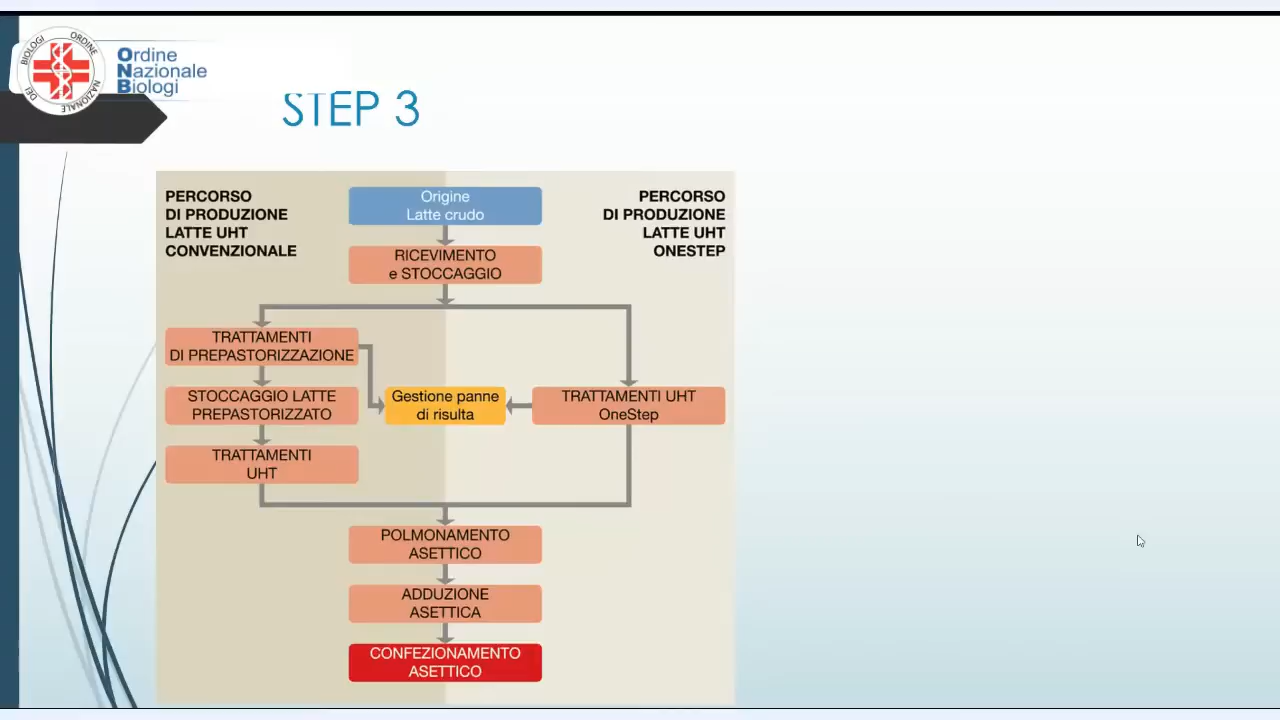 ORDINE NAZIONALE DEI BIOLOGI
Ordine
Nazionale
Biologi
STEP 3
PERCORSO
DI PRODUZIONE
LATTE UHT
CONVENZIONALE
Origine
Latte crudo
PERCORSO
DI PRODUZIONE
LATTE UHT
ONESTEP
RICEVIMENTO
e STOCCAGGIO
TRATTAMENTI
DI PREPASTORIZZAZIONE
STOCCAGGIO LATTE
PREPASTORIZZATO
Gestione panne
di risulta
TRATTAMENTI UHT
OneStep
TRATTAMENTI
UHT
POLMONAMENTO
ASETTICO
ADDUZIONE
ASETTICA
CONFEZIONAMENTO
ASETTICO